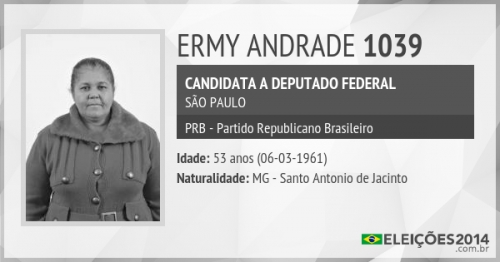 ERMY ANDRADE 1039
CANDIDATA A DEPUTADO FEDERAL
SÃO PAULO
PRB - Partido Republicano Brasileiro
Idade: 53 anos (06-03-1961)
Naturalidade: MG - Santo Antonio de Jacinto
ELEIÇÕES2014
.com.br